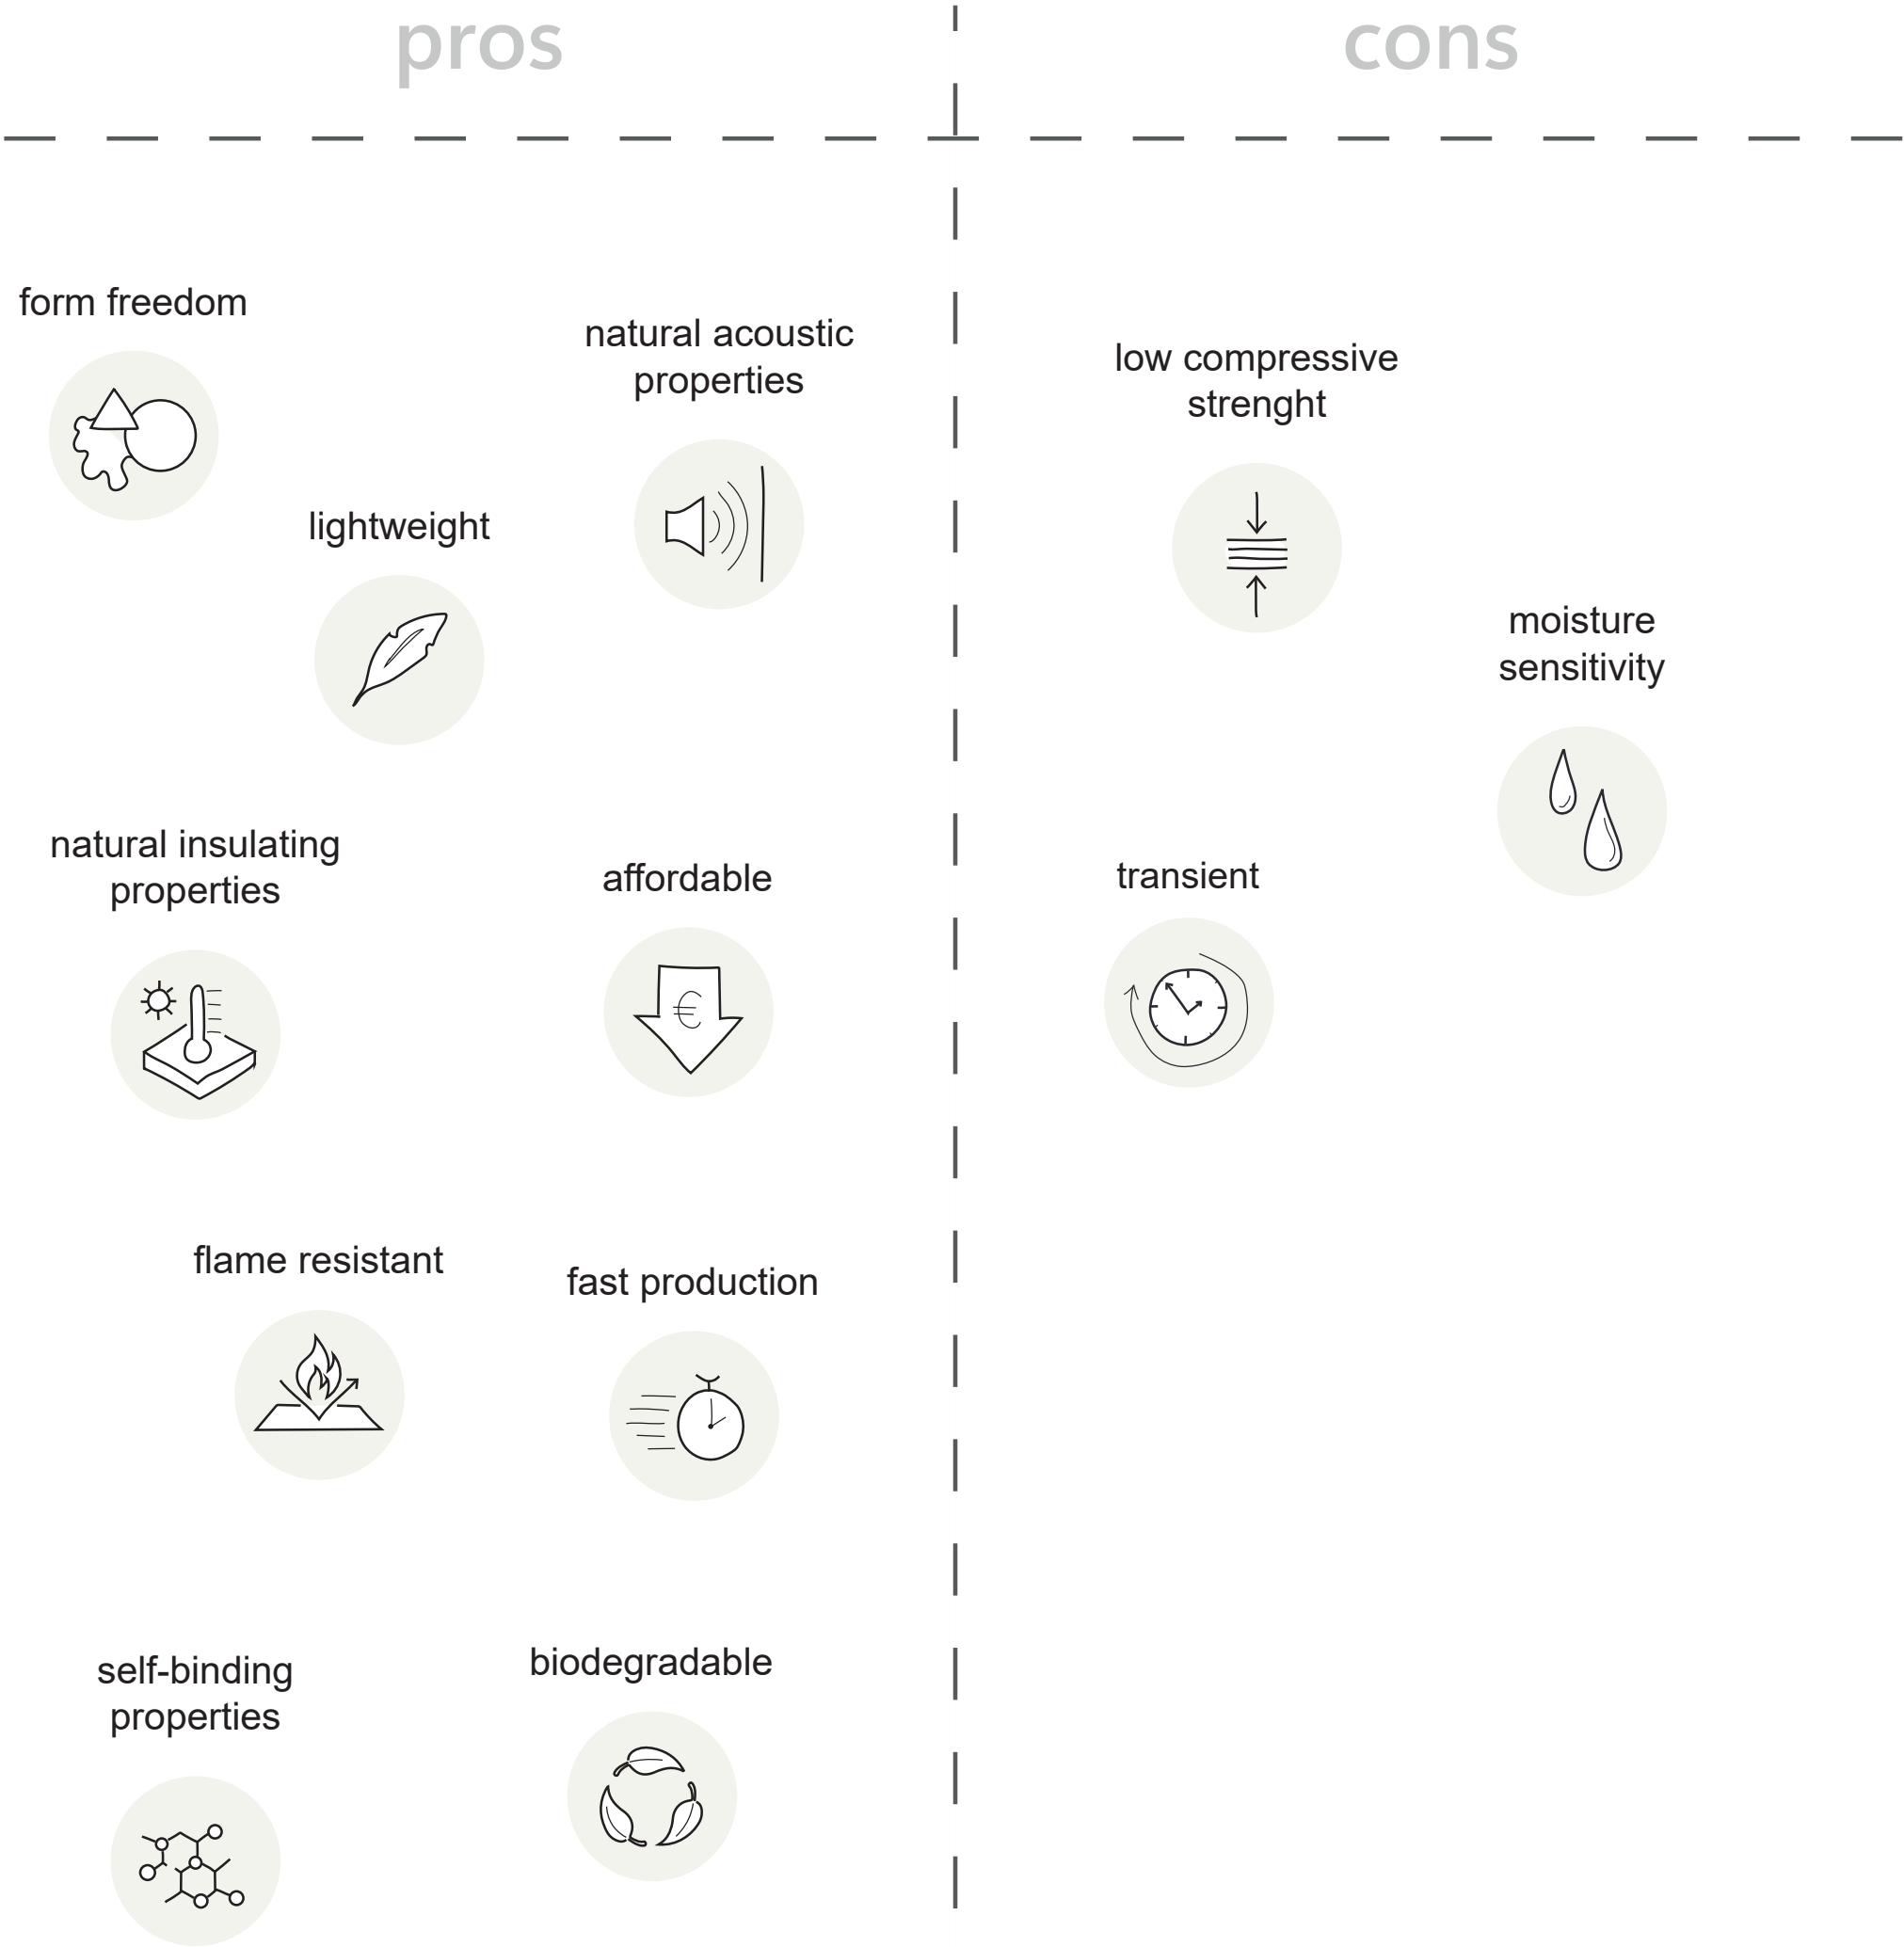 pros
cons
form freedom
natural acoustic
properties
lightweight
natural insulating
properties
affordable
€
flame resistant
fast production
self-binding
properties
biodegradable
low compressive
strenght
moisture
sensitivity
transient